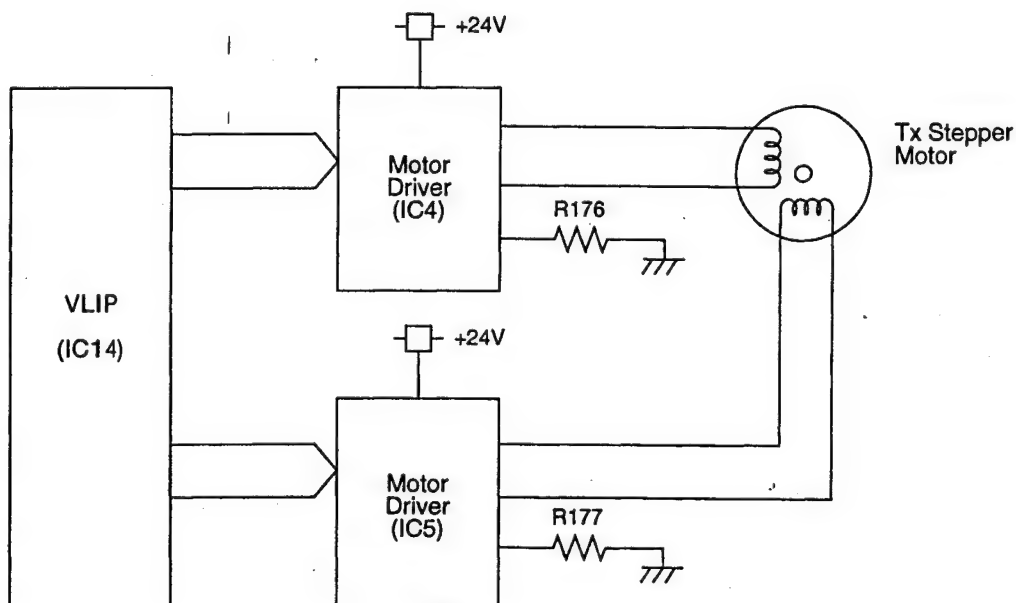 +24V
Motor
Driver
(IC4)
Tx Stepper
Motor
R176
VLIP
(IC14)
+24V
Motor
Driver
(IC5)
R177